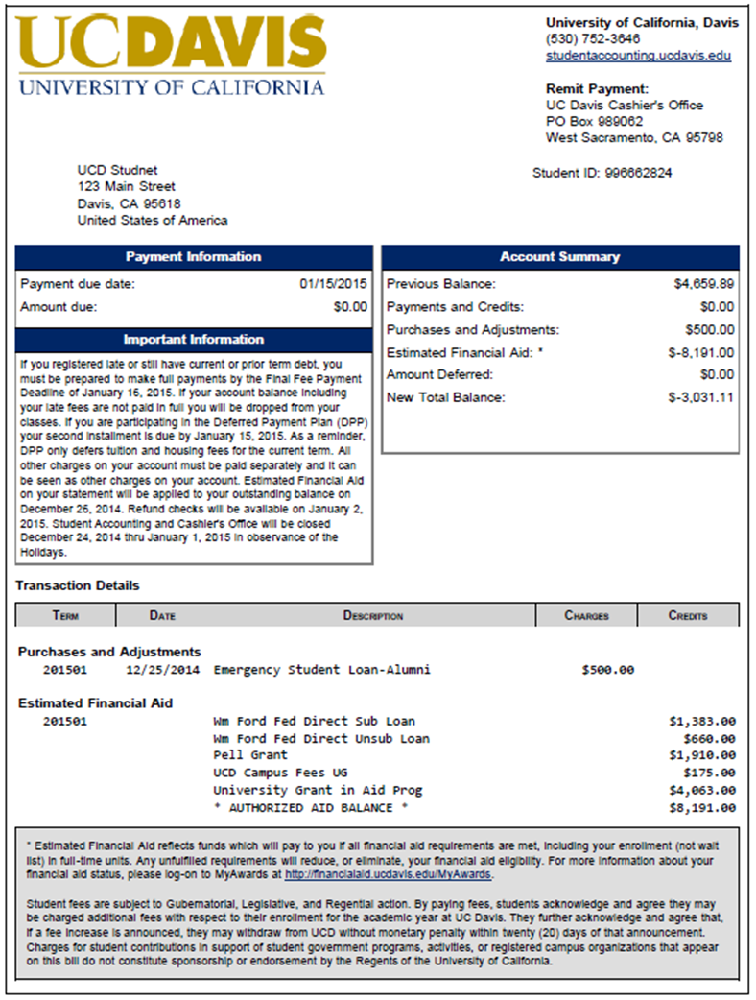 UCDAVIS
UNIVERSITY OF CALIFORNIA
University of California, Davis
(530) 752-3646
studentaccounting.ucdavis.edu
Remit Payment:
UC Davis Cashier's Office
PO Box 989062
West Sacramento, CA 95798
UCD Studnet
123 Main Street
Davis, CA 95618
United States of America
Student ID: 996662824
Payment Information
Payment due date: 01/15/2015
Amount due: $0.00
Important Information
If you registered late or still have current or prior term debt, you
must be prepared to make full payments by the Final Fee Payment
Deadline of January 16, 2015. If your account balance including
your late fees are not paid in full you will be dropped from your
classes. If you are participating in the Deferred Payment Plan (DPP)
your second installment is due by January 15, 2015. As a reminder,
DPP only defers tuition and housing fees for the current term. All
other charges on your account must be paid separately and it can
be seen as other charges on your account. Estimated Financial Aid
on your statement will be applied to your outstanding balance on
December 26, 2014. Refund checks will be available on January 2,
2015. Student Accounting and Cashier's Office will be closed
December 24, 2014 thru January 1, 2015 in observance of the
Holidays.
Account Summary
Previous Balance: $4,659.89
Payments and Credits: $0.00
Purchases and Adjustments: $500.00
Estimated Financial Aid: * $-8,191.00
Amount Deferred: $0.00
New Total Balance: $-3,031.11
Transaction Details
TERM DATE DESCRIPTION CHARGES CREDITS
Purchases and Adjustments
201501 12/25/2014 Emergency Student Loan-Alumni $500.00
Estimated Financial Aid
201501 Wm Ford Fed Direct Sub Loan $1,383.00
Wm Ford Fed Direct Unsub Loan $660.00
Pell Grant $1,910.00
UCD Campus Fees UG $175.00
University Grant in Aid Prog $4,063.00
* AUTHORIZED AID BALANCE * $8,191.00
* Estimated Financial Aid reflects funds which will pay to you if all financial aid requirements are met, including your enrollment (not wait
list) in full-time units. Any unfulfilled requirements will reduce, or eliminate, your financial aid eligibility. For more information about your
financial aid status, please log-on to MyAwards at http://financialaid.ucdavis.edu/MyAwards.
Student fees are subject to Gubernatorial, Legislative, and Regential action. By paying fees, students acknowledge and agree they may
be charged additional fees with respect to their enrollment for the academic year at UC Davis. They further acknowledge and agree that,
if a fee increase is announced, they may withdraw from UCD without monetary penalty within twenty (20) days of that announcement.
Charges for student contributions in support of student government programs, activities, or registered campus organizations that appear
on this bill do not constitute sponsorship or endorsement by the Regents of the University of California.